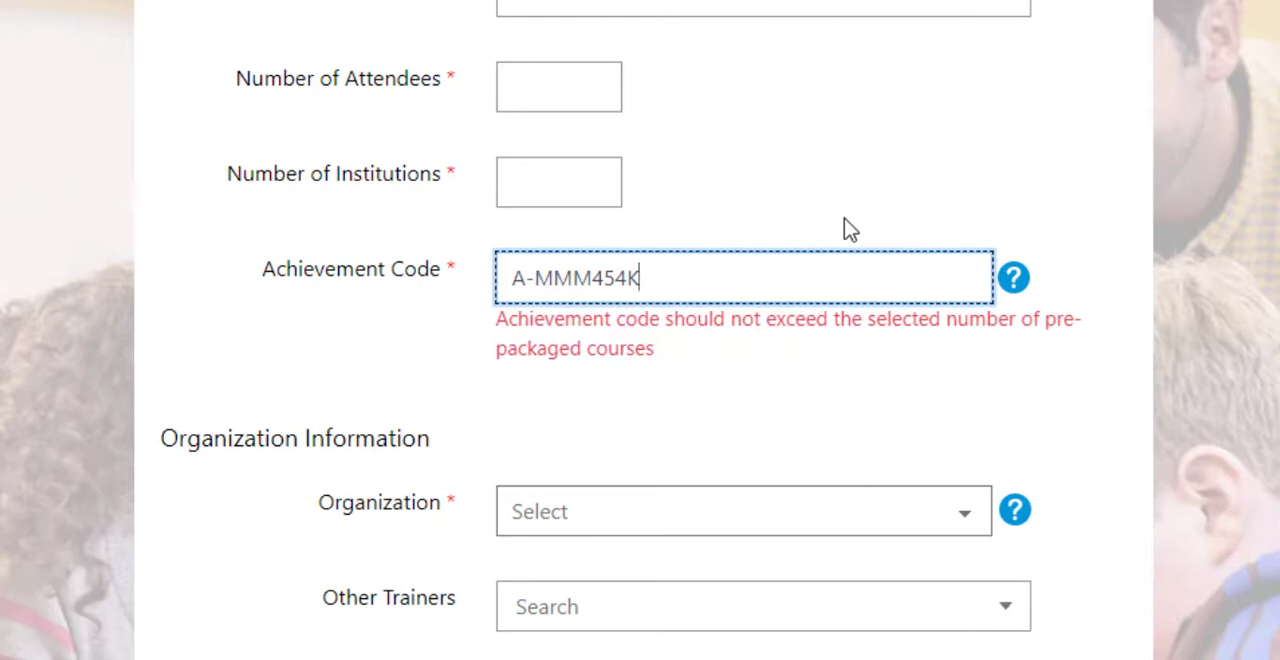 Number of Attendees *
Number of Institutions *
Achievement Code *
A-MMM454K
?
Achievement code should not exceed the selected number of pre-
packaged courses
Organization Information
Organization *
Select
?
Other Trainers
Search